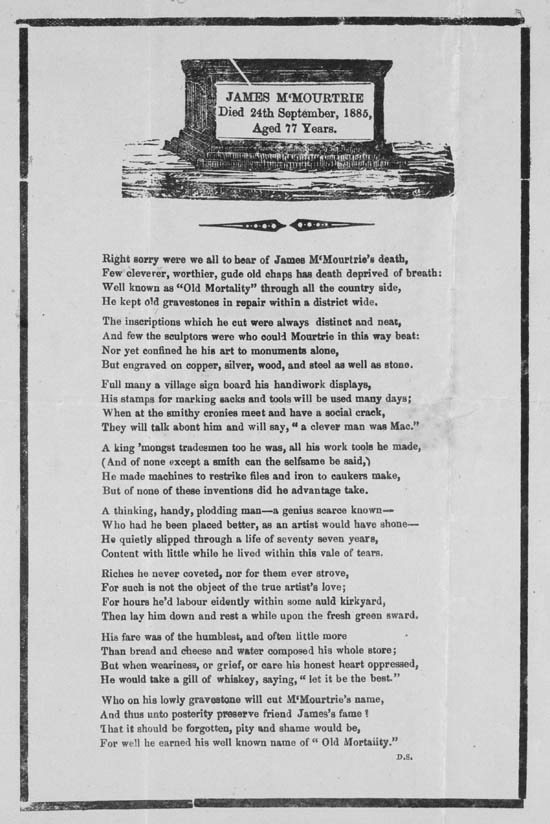 JAMES M‘MOURTRIE
Died 24th September, 1885,
Aged 77 Years.
Right sorry were we all to hear of James M‘Mourtrie's death,
Few cleverer, worthier, gude old chaps has death deprived of breath:
Well known as "Old Mortality" through all the country side,
He kept old gravestones in repair within a district wide.
The inscriptions which he cut were always distinct and neat,
And few the sculptors were who could Mourtrie in this way beat:
Nor yet confined he his art to monuments alone,
But engraved on copper, silver, wood, and steel as well as stone.
Full many a village sign board his handiwork displays,
His stamps for marking sacks and tools will be used many days;
When at the smithy cronies meet and have a social crack,
They will talk abont him and will say, " a clever man was Mac."
A king 'mongst tradesmen too he was, all his work tools he made,
(And of none except a smith can the selfsame be said,)
He made machines to restrike files and iron to caukers make,
But of none of these inventions did he advantage take.
A thinking, handy, plodding man—a genius scarce known—
Who had he been placed better, as an artist would have shone—
He quietly slipped through a life of seventy seven years,
Content with little while he lived within this vale of tears.
Riches he never coveted, nor for them ever strove,
For such is not the object of the true artist's love;
For hours he'd labour eidently within some auld kirkyard,
Then lay him down and rest a while upon the fresh green sward.
His fare was of the humblest, and often little more
Than bread and cheese and water composed his whole store;
But when weariness, or grief, or care his honest heart oppressed,
He would take a gill of whiskey, saying, " let it be the best."
Who on his lowly gravestone will cut M‘Mourtrie's name,
And thus unto posterity preserve friend James's fame ?
That it should be forgotten, pity and shame would be,
For well he earned his well known name of " Old Mortality."
D.S.